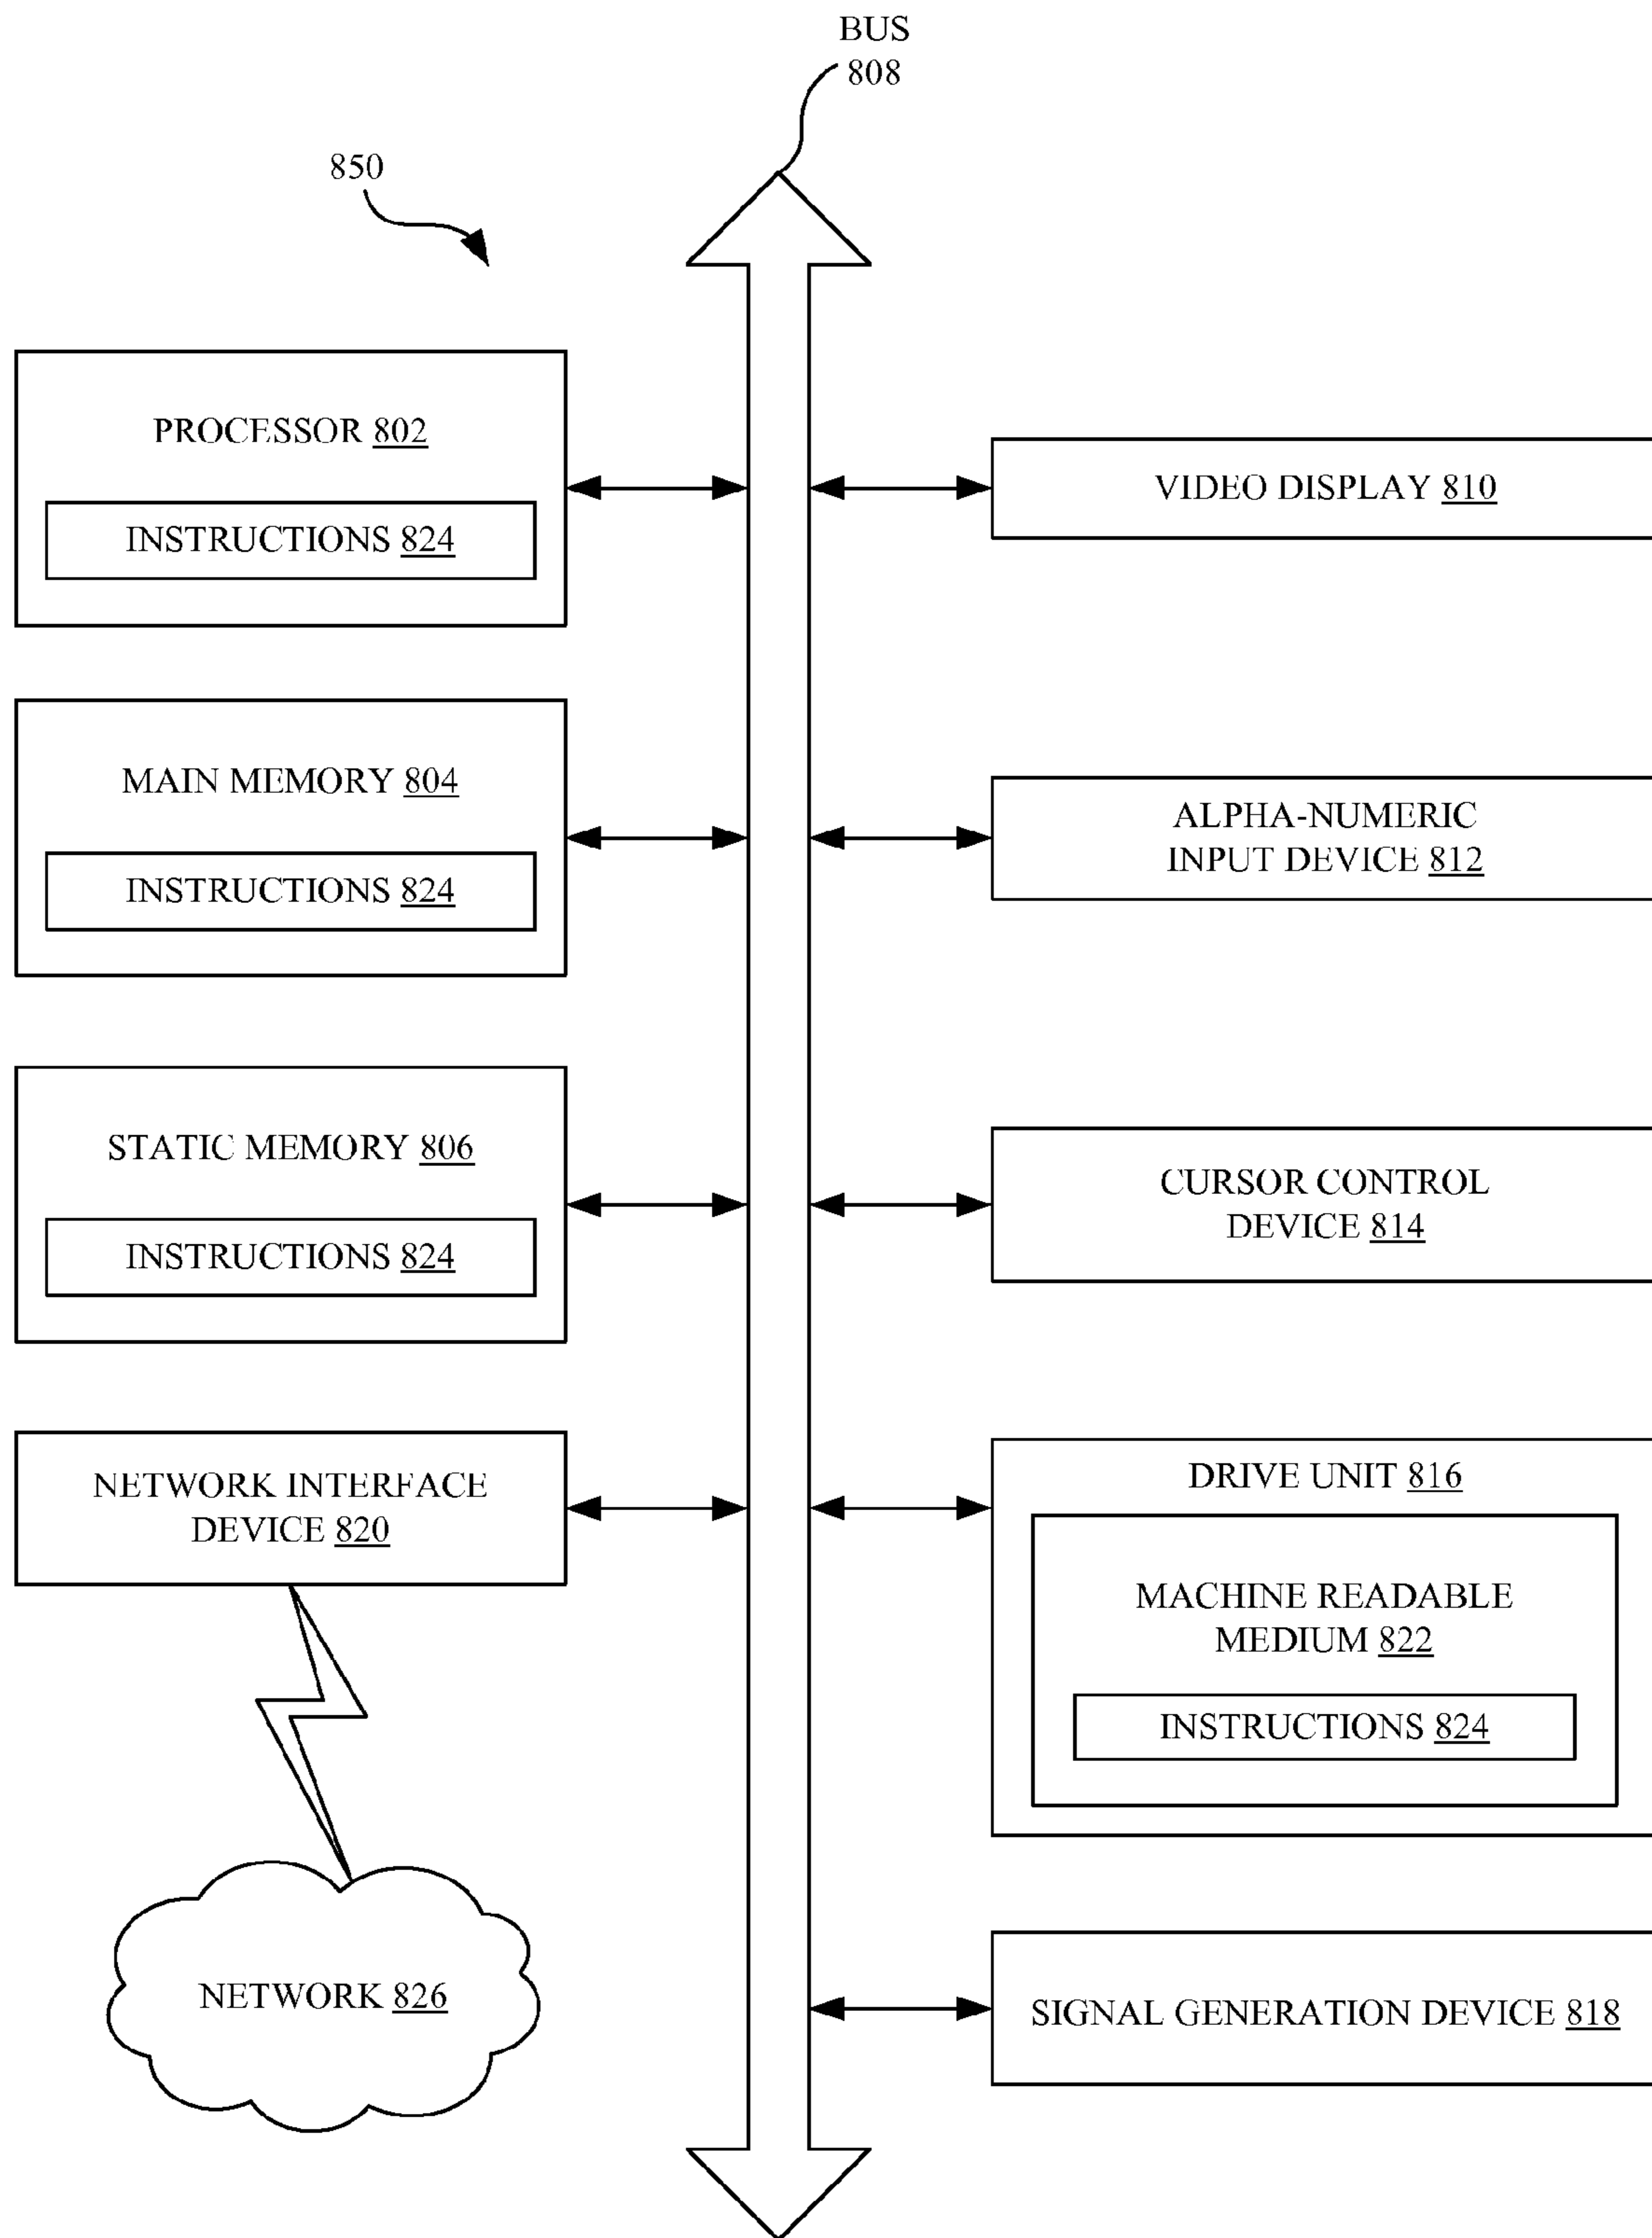 BUS
808
850
PROCESSOR 802
INSTRUCTIONS 824
VIDEO DISPLAY 810
MAIN MEMORY 804
INSTRUCTIONS 824
ALPHA-NUMERIC
INPUT DEVICE 812
STATIC MEMORY 806
INSTRUCTIONS 824
CURSOR CONTROL
DEVICE 814
NETWORK INTERFACE
DEVICE 820
DRIVE UNIT 816
MACHINE READABLE
MEDIUM 822
INSTRUCTIONS 824
NETWORK 826
SIGNAL GENERATION DEVICE 818